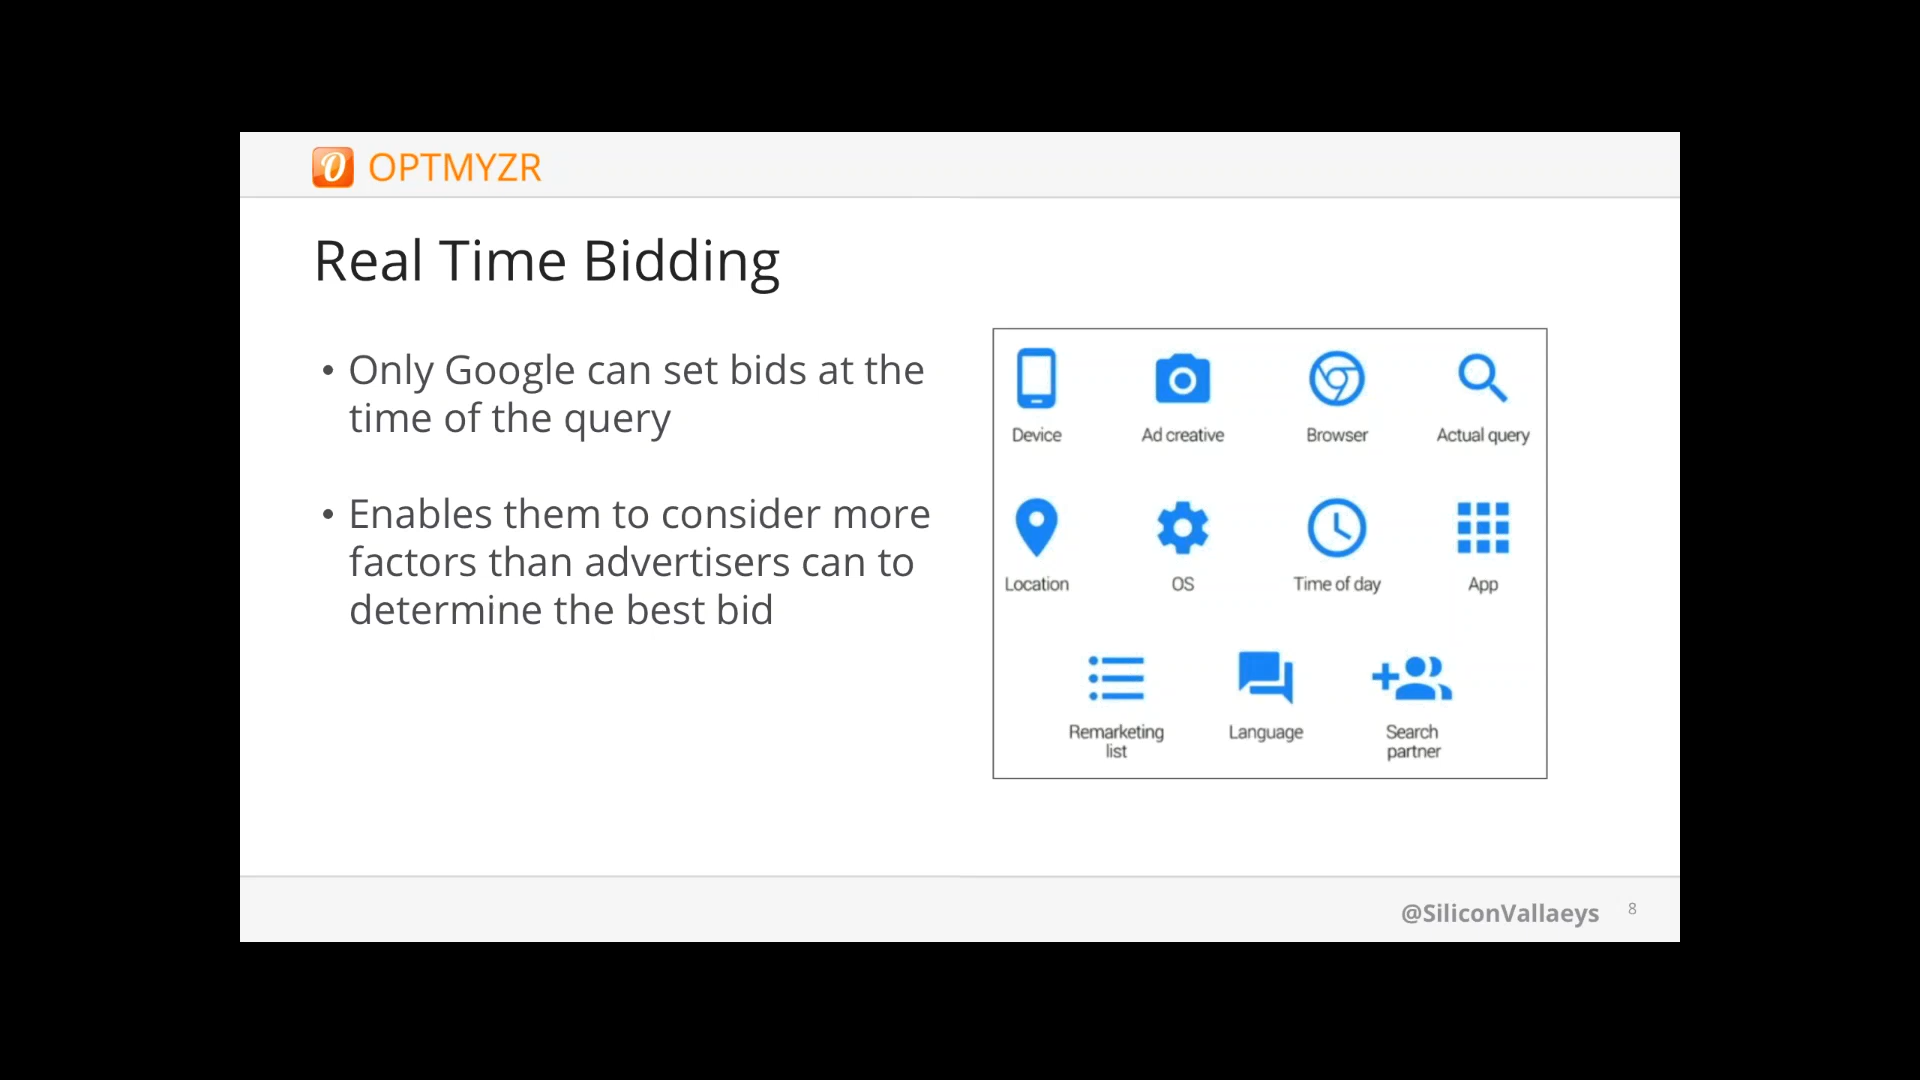 OPTMYZR
Real Time Bidding
• Only Google can set bids at the
time of the query
• Enables them to consider more
factors than advertisers can to
determine the best bid
Device
Ad creative
Browser
Actual query
Location
OS
Time of day
App
Remarketing
list
Language
Search
partner
@SiliconVallaeys
8